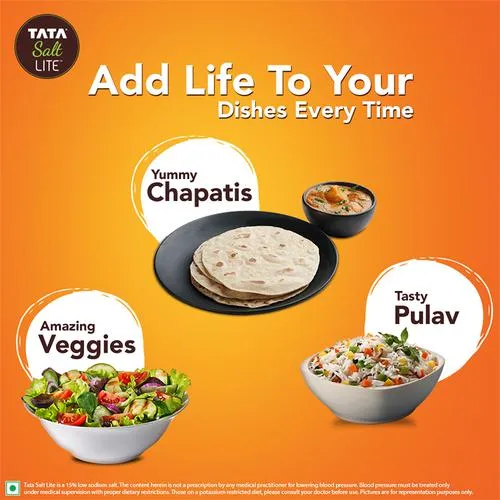 TATA
Salt
LITE
Add Life To Your
Dishes Every Time
Yummy
Chapatis
Tasty
Pulav
Amazing
Veggies
Tata Salt Lite is a 15% low sodium salt. The content herein is not a prescription by any medical practitioner for lowering blood pressure. Blood pressure must be treated only
under medical supervision with proper dietary restrictions. Those on a potassium-restricted diet, please consult your doctor before use. Pictures are for representation purposes only.